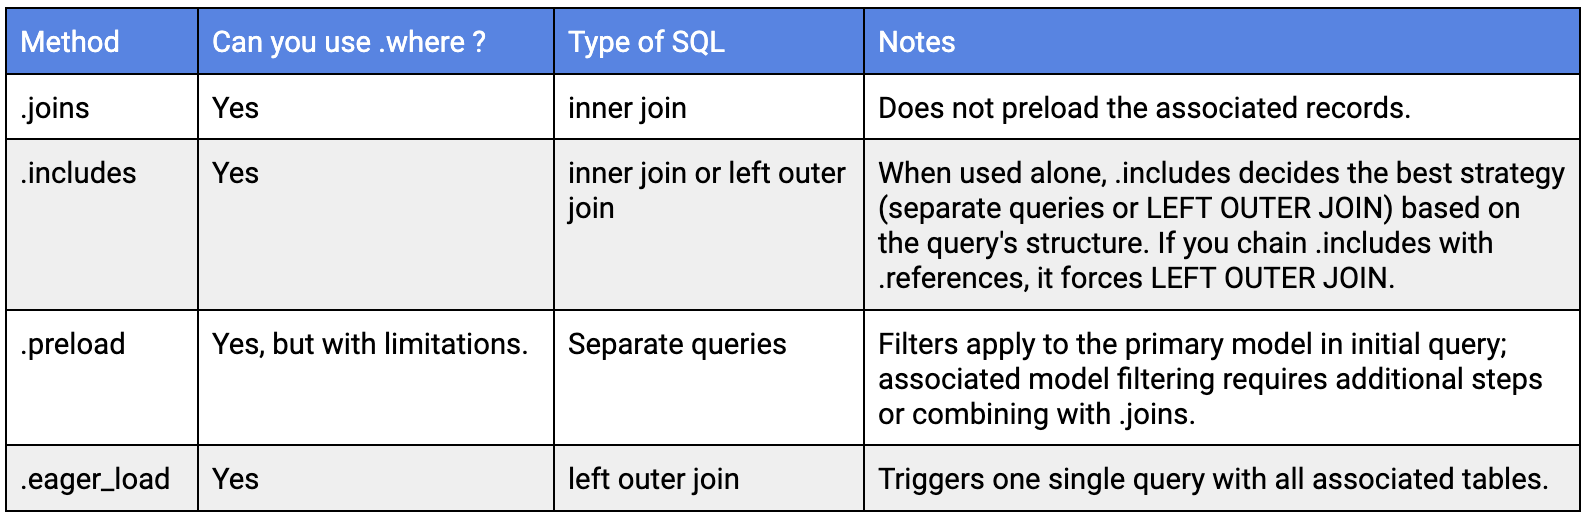 Method Can you use .where ? Type of SQL Notes
.joins Yes inner join Does not preload the associated records.
.includes Yes inner join or left outer join When used alone, .includes decides the best strategy
(separate queries or LEFT OUTER JOIN) based on
the query's structure. If you chain .includes with
.references, it forces LEFT OUTER JOIN.
.preload Yes, but with limitations. Separate queries Filters apply to the primary model in initial query;
associated model filtering requires additional steps
or combining with .joins.
.eager_load Yes left outer join Triggers one single query with all associated tables.